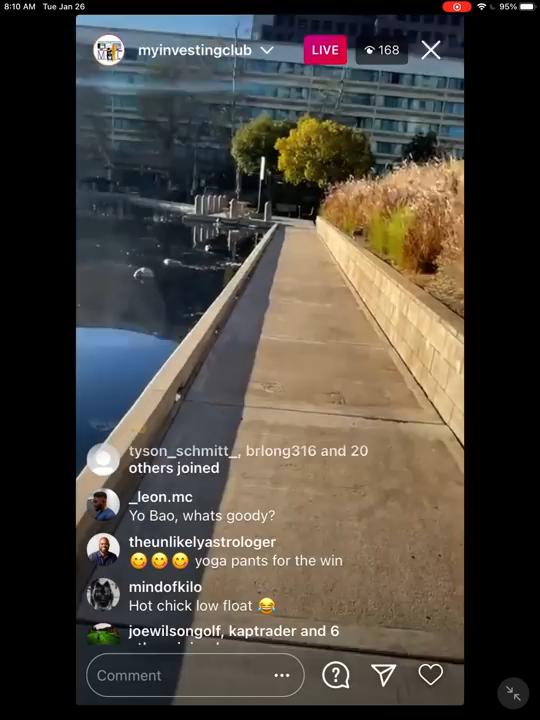 8:10 AM Tue Jan 26
95%
myinvestingclub
LIVE
168
tyson_schmitt_, brlong316 and 20
others joined
_leon.mc
Yo Bao, whats goody?
theunlikelyastrologer
😋😋😋 yoga pants for the win
mindofkilo
Hot chick low float 😂
joewilsongolf, kaptrader and 6
Comment